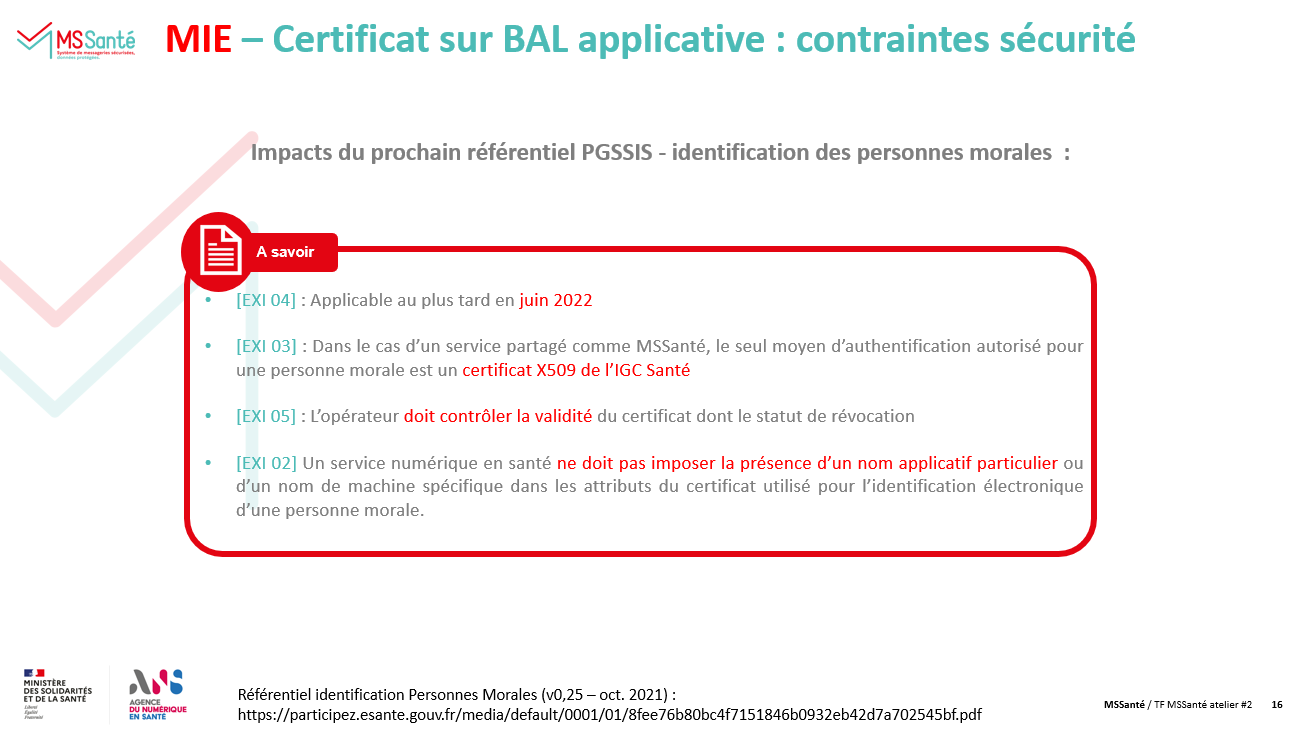 MSSanté
Système de messageries sécurisées,
Données protégées.
MIE – Certificat sur BAL applicative : contraintes sécurité
Impacts du prochain référentiel PGSSIS - identification des personnes morales :
A savoir
• [EXI 04] : Applicable au plus tard en juin 2022
• [EXI 03] : Dans le cas d’un service partagé comme MSSanté, le seul moyen d’authentification autorisé pour
une personne morale est un certificat X509 de l’IGC Santé
• [EXI 05] : L’opérateur doit contrôler la validité du certificat dont le statut de révocation
• [EXI 02] Un service numérique en santé ne doit pas imposer la présence d’un nom applicatif particulier ou
d’un nom de machine spécifique dans les attributs du certificat utilisé pour l’identification électronique
d’une personne morale.
MINISTÈRE
DES SOLIDARITÉS
ET DE LA SANTÉ
Liberté
Égalité
Fraternité
ANS
AGENCE
DU NUMÉRIQUE
EN SANTÉ
Référentiel identification Personnes Morales (v0,25 – oct. 2021) :
https://participez.esante.gouv.fr/media/default/0001/01/8fee76b80bc4f7151846b0932eb42d7a702545bf.pdf
MSSanté / TF MSSanté atelier #2 16